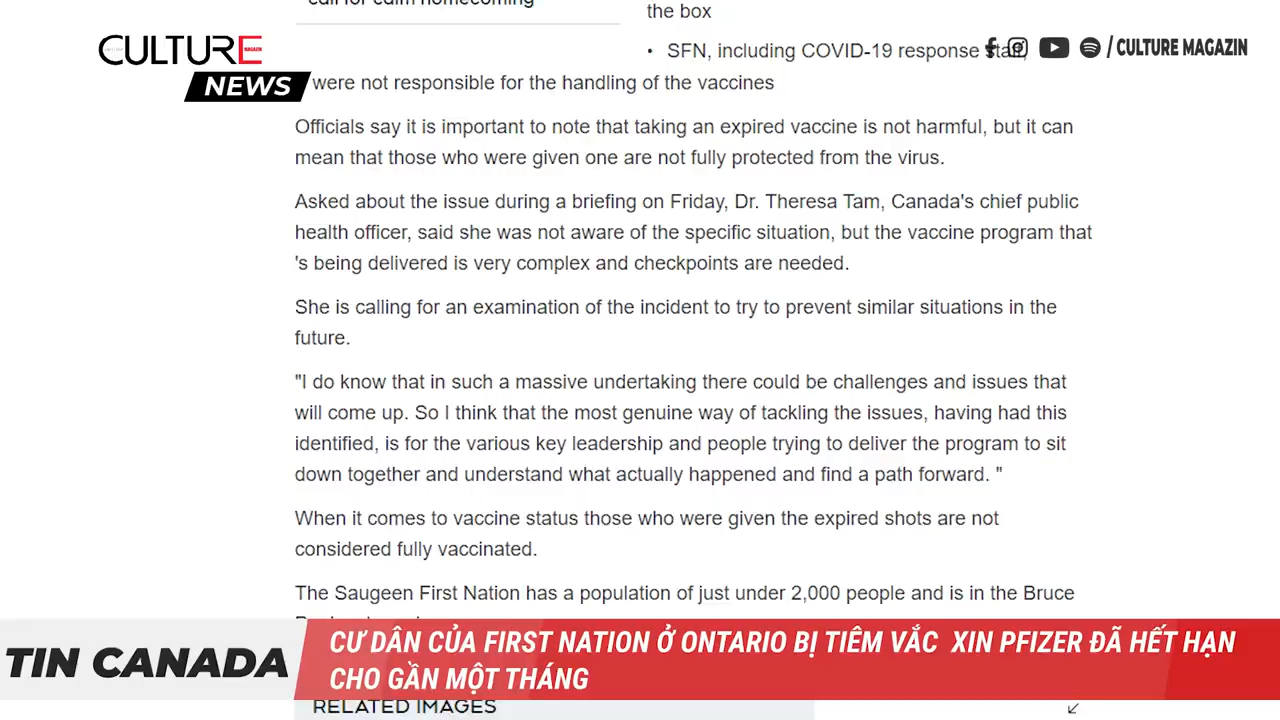 call for calm homecoming
the box
CULTURE MAGAZIN
NEWS
/ CULTURE MAGAZIN
• SFN, including COVID-19 response staff,
were not responsible for the handling of the vaccines
Officials say it is important to note that taking an expired vaccine is not harmful, but it can
mean that those who were given one are not fully protected from the virus.
Asked about the issue during a briefing on Friday, Dr. Theresa Tam, Canada's chief public
health officer, said she was not aware of the specific situation, but the vaccine program that
's being delivered is very complex and checkpoints are needed.
She is calling for an examination of the incident to try to prevent similar situations in the
future.
"I do know that in such a massive undertaking there could be challenges and issues that
will come up. So I think that the most genuine way of tackling the issues, having had this
identified, is for the various key leadership and people trying to deliver the program to sit
down together and understand what actually happened and find a path forward. "
When it comes to vaccine status those who were given the expired shots are not
considered fully vaccinated.
The Saugeen First Nation has a population of just under 2,000 people and is in the Bruce
TIN CANADA
CƯ DÂN CỦA FIRST NATION Ở ONTARIO BỊ TIÊM VẮC XIN PFIZER ĐÃ HẾT HẠN
CHO GẦN MỘT THÁNG
RELATED IMAGES